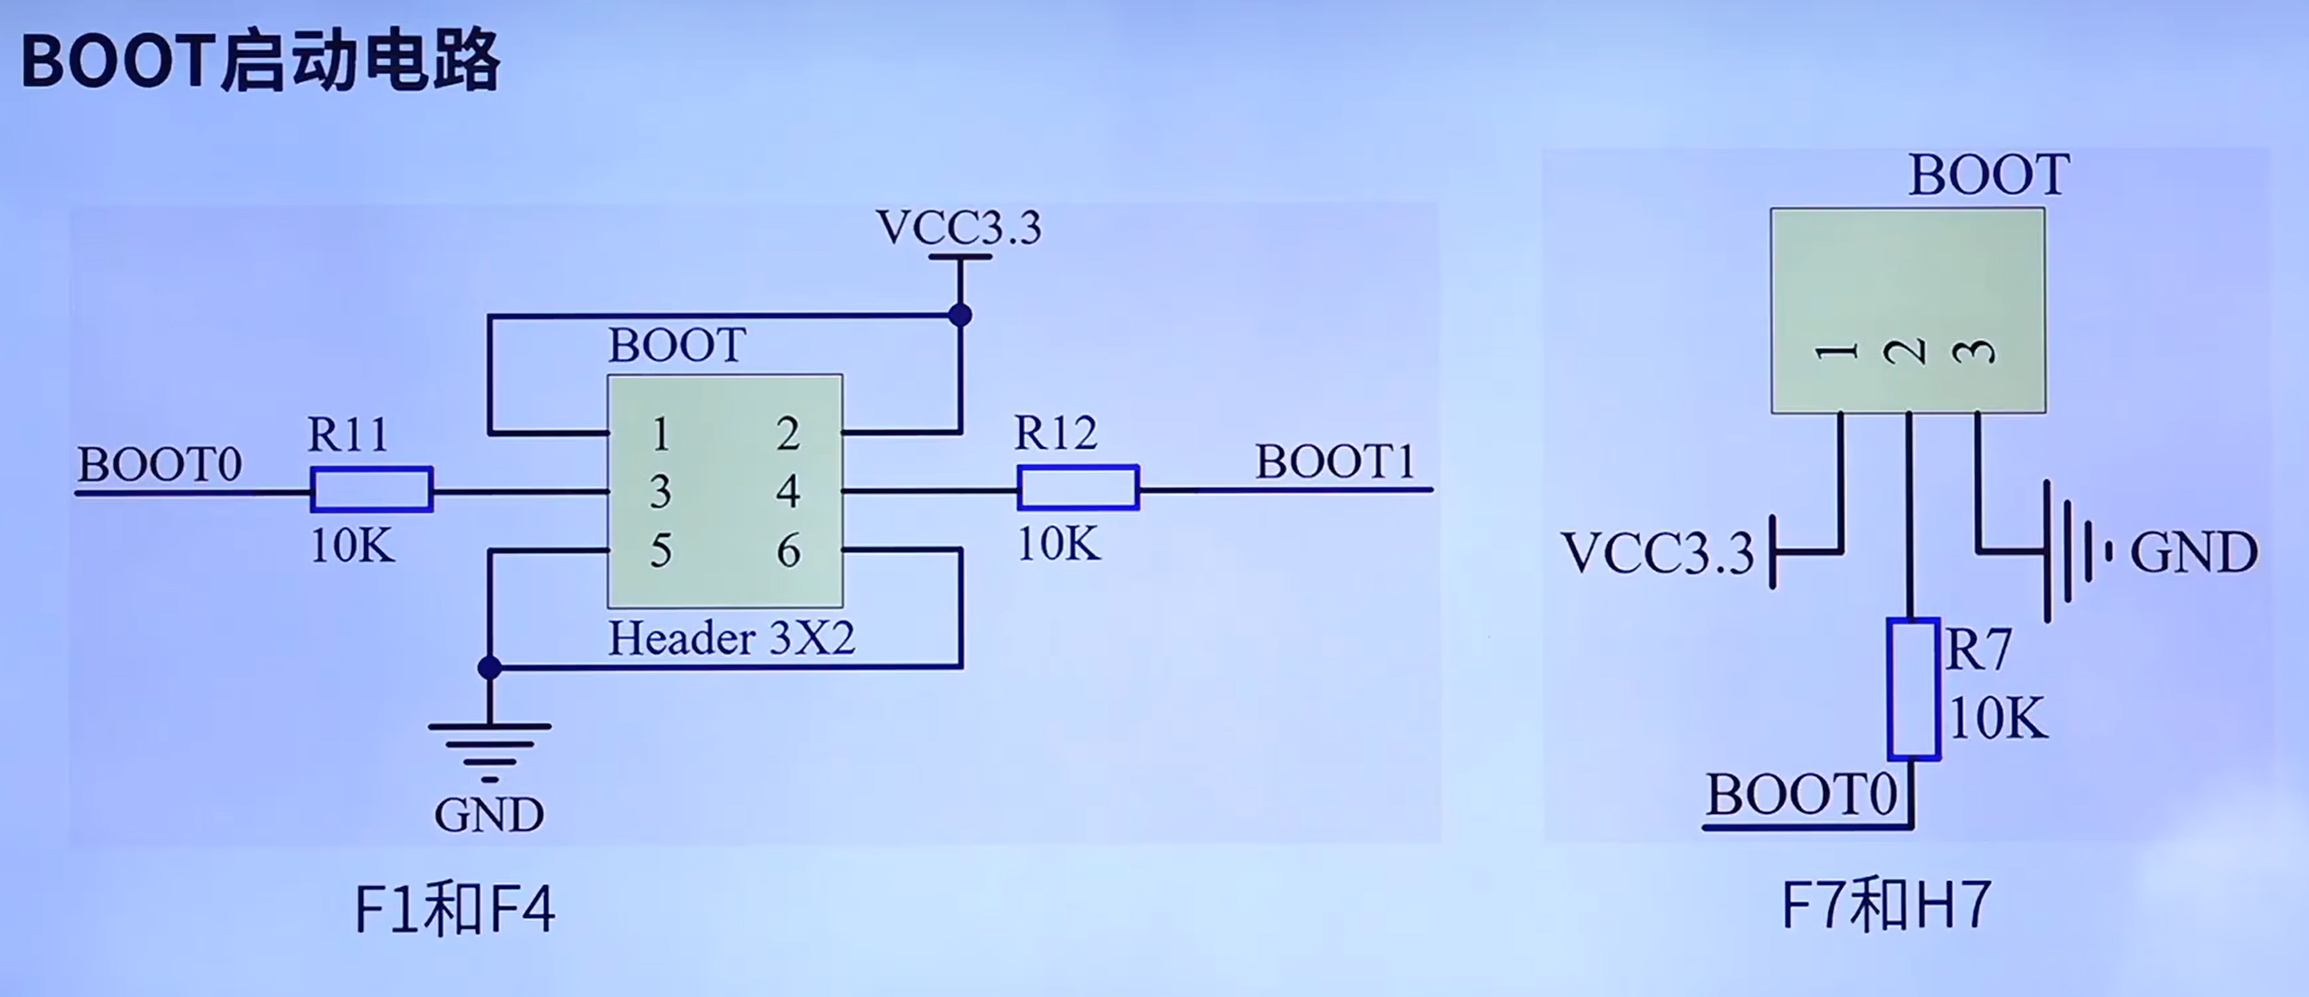 BOOT启动电路
VCC3.3
BOOT
R11
1 2
R12
BOOT0
BOOT1
3 4
10K
10K
5 6
Header 3X2
GND
F1和F4
BOOT
1 2 3
VCC3.3
GND
R7
10K
BOOT0
F7和H7